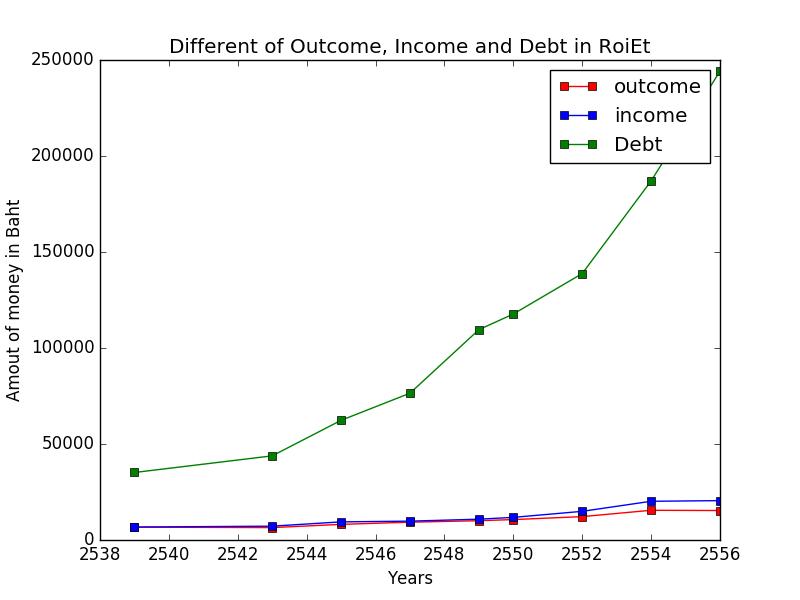 Different of Outcome, Income and Debt in RoiEt
250000
200000
150000
100000
50000
0
Amout of money in Baht
outcome
income
Debt
2538 2540 2542 2544 2546 2548 2550 2552 2554 2556
Years